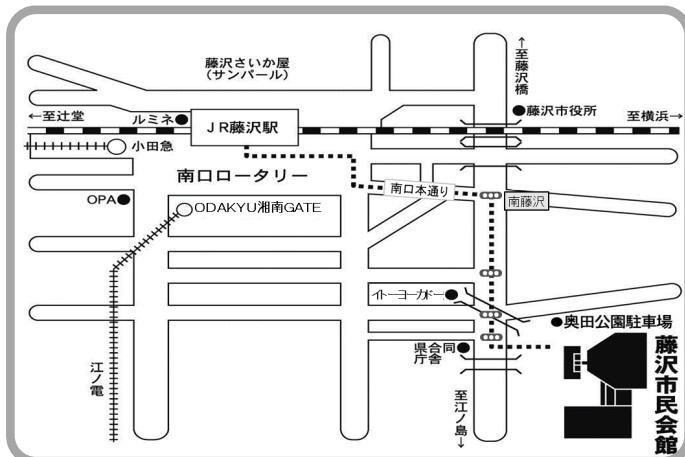 ↑至藤沢橋
藤沢さいか屋
(サンパール)
←至辻堂
ルミネ
JR藤沢駅
藤沢市役所
至横浜→
小田急
南口ロータリー
南口本通り
南藤沢
OPA
ODAKYU湘南GATE
イトーヨーカドー
奥田公園駐車場
県合同
庁舎
江ノ電
至江ノ島→
藤沢市民会館